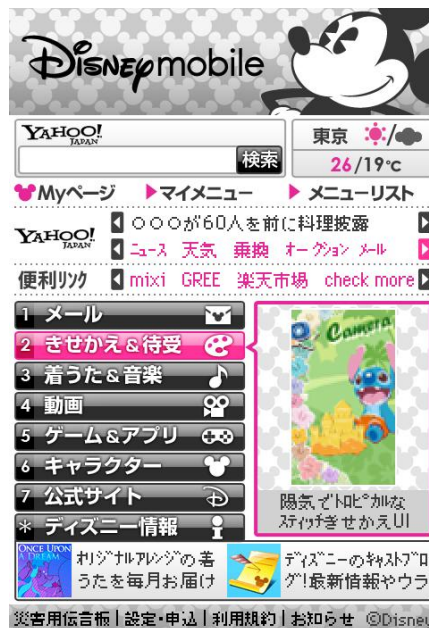 Disney mobile
YAHOO!
JAPAN
検索
東京 /
26/19℃
Myページ マイメニュー メニューリスト
YAHOO!
JAPAN
○○○が60人を前に料理披露
ニュース 天気 乗換 オークション メール
便利リンク mixi GREE 楽天市場 check more
1 メール
2 きせかえ&待受
3 着うた&音楽
4 動画
5 ゲーム&アプリ
6 キャラクター
7 公式サイト
* ディズニー情報
Camera
陽気でトロピカルな
スティッチきせかえUI
ONCE UPON
A DREAM
オリジナルアレンジの着
うたを毎月お届け
ディズニーのキャストブロ
グ!最新情報やウラ
災害用伝言板|設定・申込|利用規約|お知らせ ©Disney